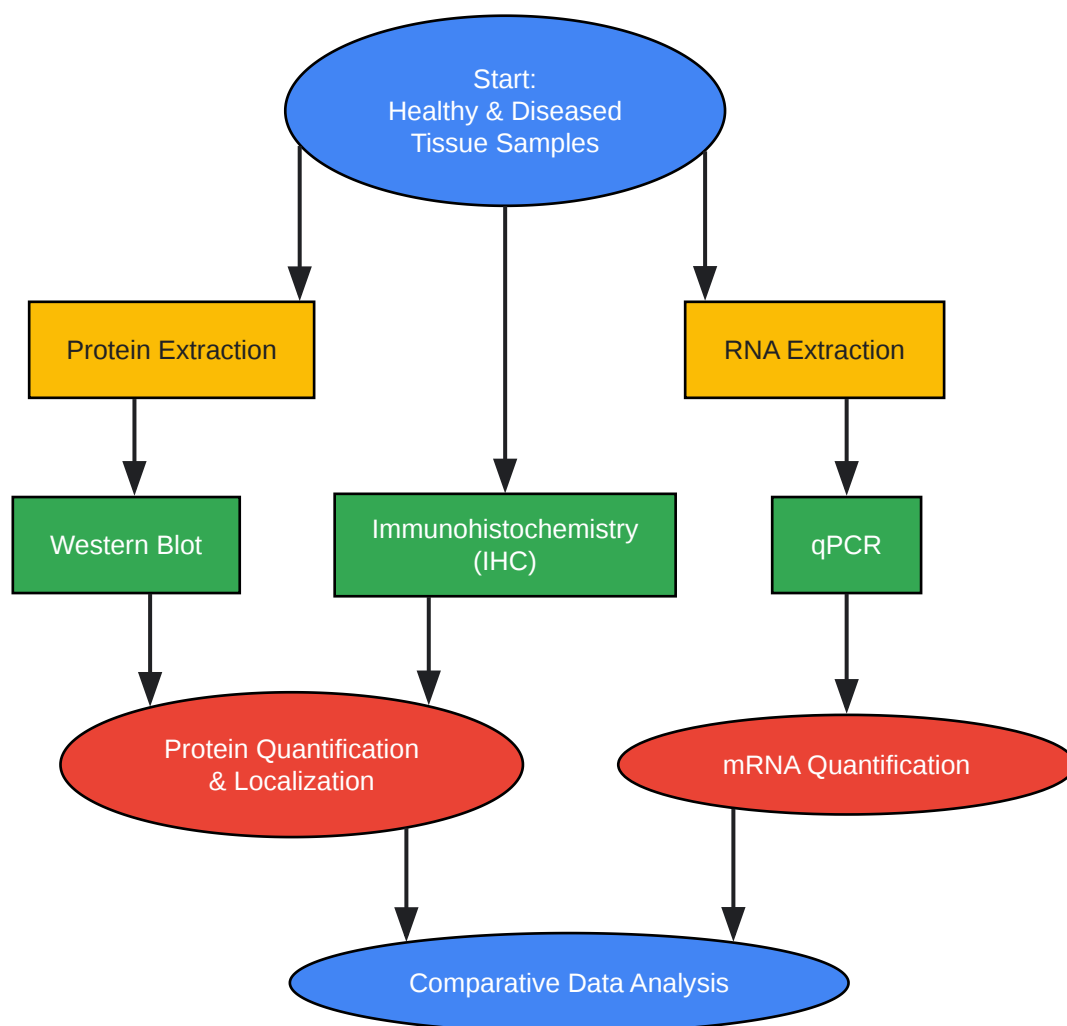 Start:
Healthy & Diseased
Tissue Samples
Protein Extraction
RNA Extraction
Western Blot
Immunohistochemistry
(IHC)
qPCR
Protein Quantification
& Localization
mRNA Quantification
Comparative Data Analysis